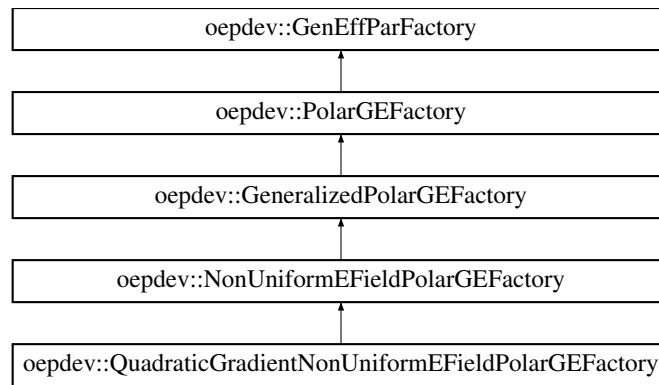 oepdev::GenEffParFactory
oepdev::PolarGEFactory
oepdev::GeneralizedPolarGEFactory
oepdev::NonUniformEFieldPolarGEFactory
oepdev::QuadraticGradientNonUniformEFieldPolarGEFactory